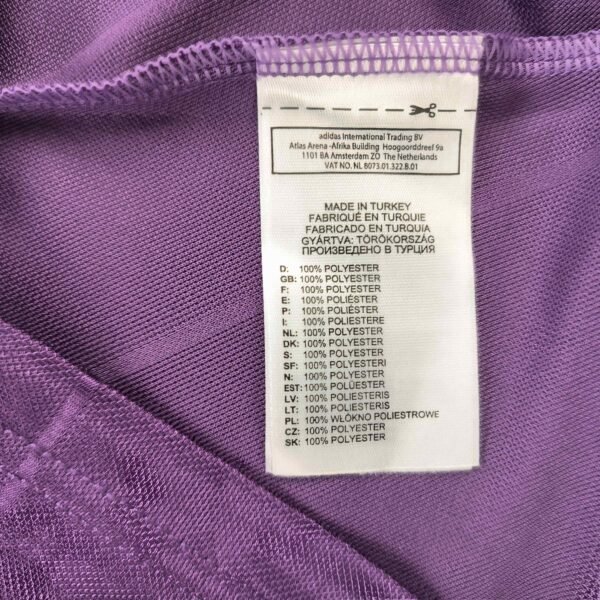 adidas International Trading BV
Atlas Arena -Afrika Building Hoogoorddreef 9a
1101 BA Amsterdam ZO The Netherlands
VAT NO. NL 8073.01.322.B.01
MADE IN TURKEY
FABRIQUÉ EN TURQUIE
FABRICADO EN TURQUIA
GYÁRTVA: TÖRÖKORSZÁG
ПРОИЗВЕДЕНО В ТУРЦИЯ
D: 100% POLYESTER
GB: 100% POLYESTER
F: 100% POLYESTER
E: 100% POLIÉSTER
P: 100% POLIÉSTER
I: 100% POLIESTERE
NL: 100% POLYESTER
DK: 100% POLYESTER
S: 100% POLYESTER
SF: 100% POLYESTERI
N: 100% POLYESTER
EST: 100% POLÜESTER
LV: 100% POLIESTERIS
LT: 100% POLIESTERIS
PL: 100% WŁÓKNO POLIESTROWE
CZ: 100% POLYESTER
SK: 100% POLYESTER